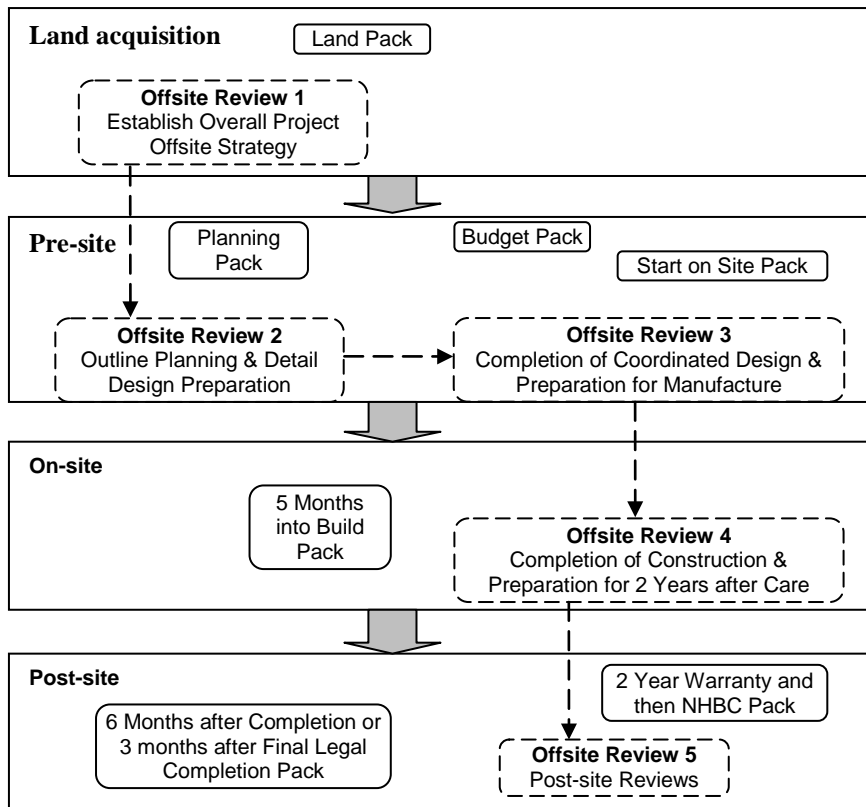 Land acquisition
Land Pack
Offsite Review 1
Establish Overall Project
Offsite Strategy
Pre-site
Planning
Pack
Budget Pack
Start on Site Pack
Offsite Review 2
Outline Planning & Detail
Design Preparation
Offsite Review 3
Completion of Coordinated Design &
Preparation for Manufacture
On-site
5 Months
into Build
Pack
Offsite Review 4
Completion of Construction &
Preparation for 2 Years after Care
Post-site
6 Months after Completion or
3 months after Final Legal
Completion Pack
2 Year Warranty and
then NHBC Pack
Offsite Review 5
Post-site Reviews